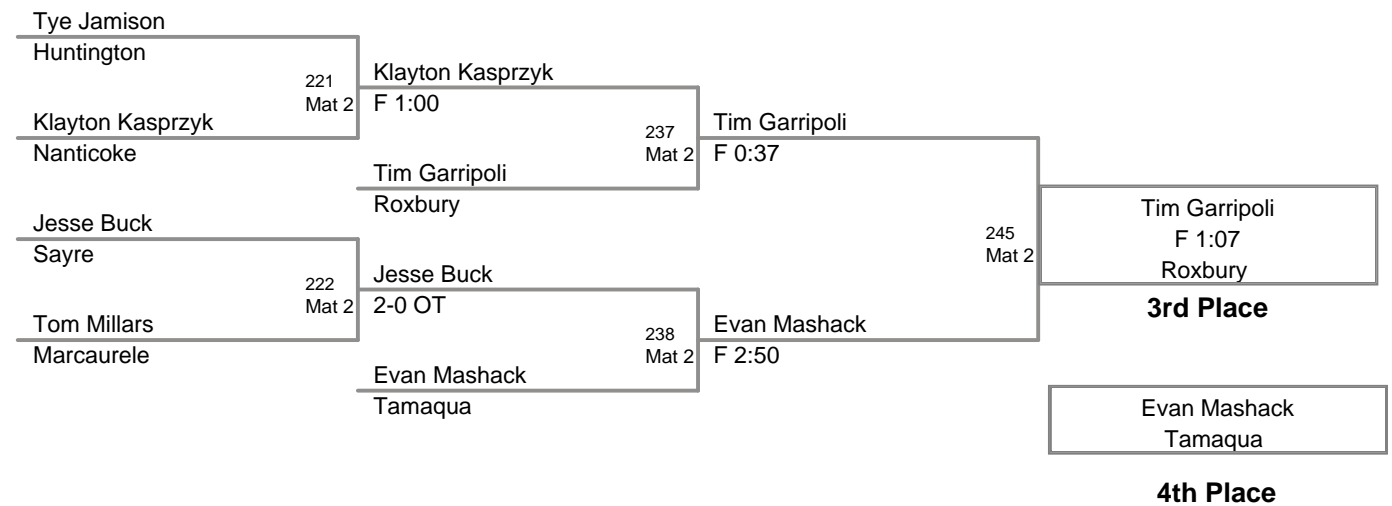 Tye Jamison
Huntington
221
Mat 2
Klayton Kasprzyk
Nanticoke
Klayton Kasprzyk
F 1:00
237
Mat 2
Tim Garripoli
Roxbury
Jesse Buck
Sayre
222
Mat 2
Tom Millars
Marcaurele
Jesse Buck
2-0 OT
238
Mat 2
Evan Mashack
Tamaqua
Tim Garripoli
F 0:37
245
Mat 2
Evan Mashack
F 2:50
Tim Garripoli
F 1:07
Roxbury
3rd Place
Evan Mashack
Tamaqua
4th Place